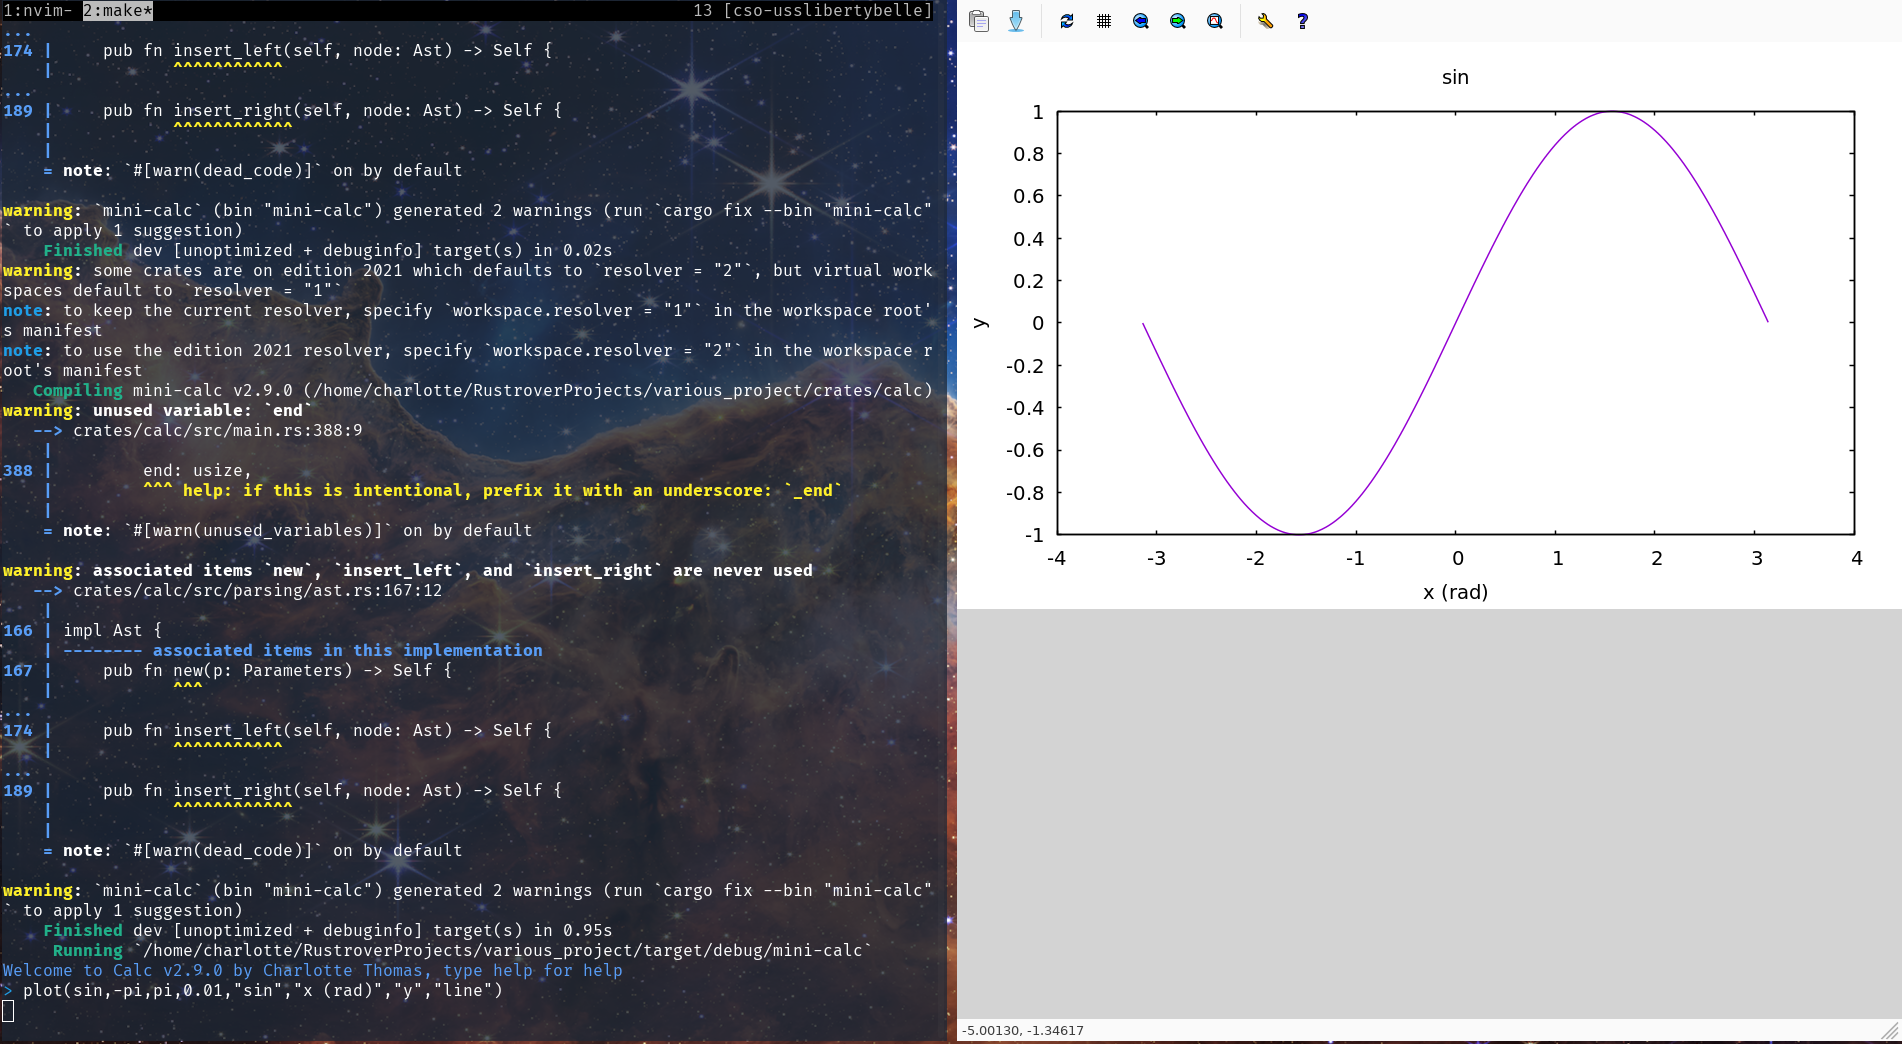 1:nvim- 2:make* 13 [cso-usslibertybelle]
...
174 |     pub fn insert_left(self, node: Ast) -> Self {
    |            ^^^^^^^^^^^
...
189 |     pub fn insert_right(self, node: Ast) -> Self {
    |            ^^^^^^^^^^^^
    |
    = note: `#[warn(dead_code)]` on by default
warning: `mini-calc` (bin "mini-calc") generated 2 warnings (run `cargo fix --bin "mini-calc"
` to apply 1 suggestion)
    Finished dev [unoptimized + debuginfo] target(s) in 0.02s
warning: some crates are on edition 2021 which defaults to `resolver = "2"`, but virtual work
spaces default to `resolver = "1"`
note: to keep the current resolver, specify `workspace.resolver = "1"` in the workspace root'
s manifest
note: to use the edition 2021 resolver, specify `workspace.resolver = "2"` in the workspace r
oot's manifest
   Compiling mini-calc v2.9.0 (/home/charlotte/RustroverProjects/various_project/crates/calc)
warning: unused variable: `end`
   --> crates/calc/src/main.rs:388:9
    |
388 |         end: usize,
    |         ^^^ help: if this is intentional, prefix it with an underscore: `_end`
    |
    = note: `#[warn(unused_variables)]` on by default
warning: associated items `new`, `insert_left`, and `insert_right` are never used
   --> crates/calc/src/parsing/ast.rs:167:12
    |
166 | impl Ast {
    | -------- associated items in this implementation
167 |     pub fn new(p: Parameters) -> Self {
    |            ^^^
...
174 |     pub fn insert_left(self, node: Ast) -> Self {
    |            ^^^^^^^^^^^
...
189 |     pub fn insert_right(self, node: Ast) -> Self {
    |            ^^^^^^^^^^^^
    |
    = note: `#[warn(dead_code)]` on by default
warning: `mini-calc` (bin "mini-calc") generated 2 warnings (run `cargo fix --bin "mini-calc"
` to apply 1 suggestion)
    Finished dev [unoptimized + debuginfo] target(s) in 0.95s
     Running `/home/charlotte/RustroverProjects/various_project/target/debug/mini-calc`
Welcome to Calc v2.9.0 by Charlotte Thomas, type help for help
> plot(sin,-pi,pi,0.01,"sin","x (rad)","y","line")
sin
1
0.8
0.6
0.4
0.2
0
-0.2
-0.4
-0.6
-0.8
-1
y
-4 -3 -2 -1 0 1 2 3 4
x (rad)
-5.00130, -1.34617